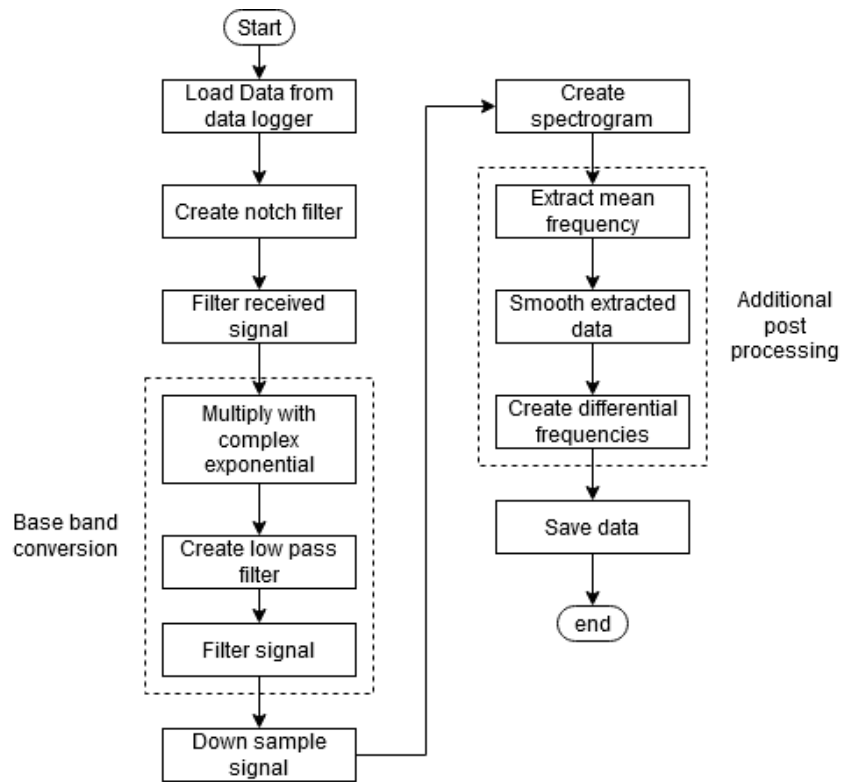 Start
Load Data from
data logger
Create notch filter
Filter received
signal
Multiply with
complex
exponential
Create low pass
filter
Filter signal
Base band
conversion
Down sample
signal
Create
spectrogram
Extract mean
frequency
Smooth extracted
data
Create differential
frequencies
Additional
post
processing
Save data
end